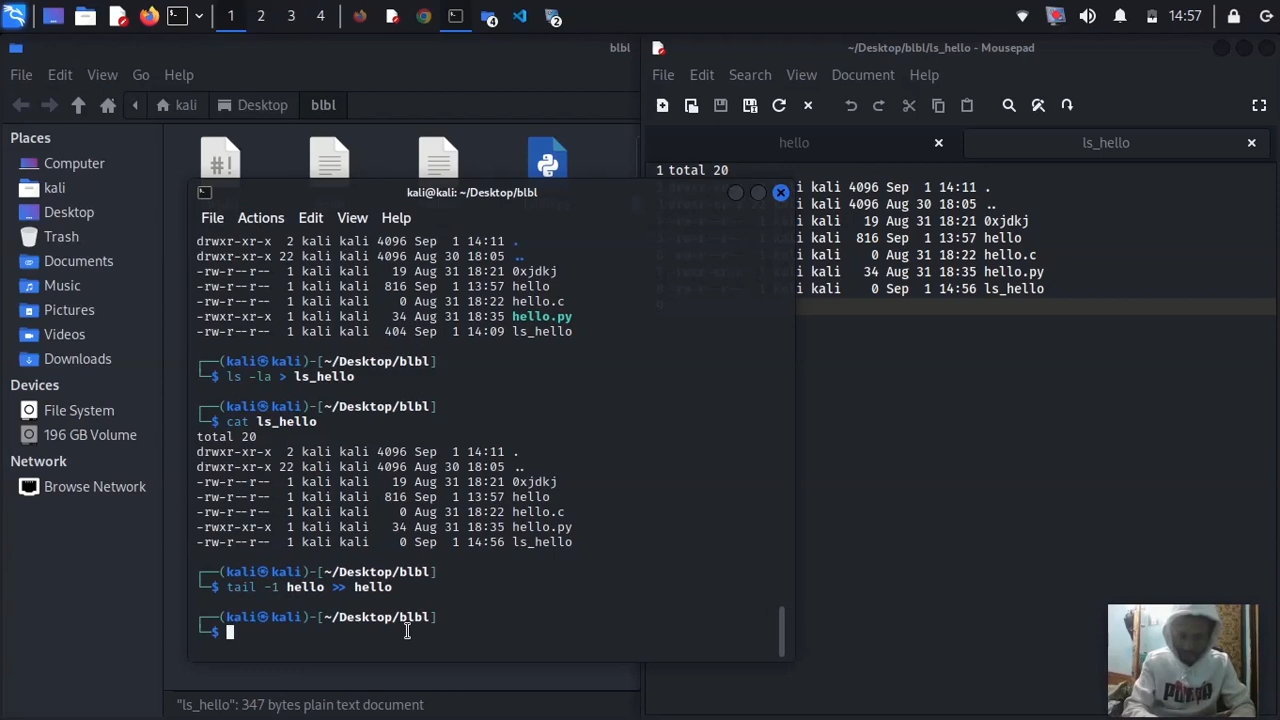 1 2 3 4
4
2
14:57
blbl
File Edit View Go Help
kali Desktop blbl
Places
Computer
kali
Desktop
Trash
Documents
Music
Pictures
Videos
Downloads
Devices
File System
196 GB Volume
Network
Browse Network
#!
"ls_hello": 347 bytes plain text document
kali@kali: ~/Desktop/blbl
File Actions Edit View Help
drwxr-xr-x 2 kali kali 4096 Sep 1 14:11 .
drwxr-xr-x 22 kali kali 4096 Aug 30 18:05 ..
-rw-r--r-- 1 kali kali 19 Aug 31 18:21 0xjdkj
-rw-r--r-- 1 kali kali 816 Sep 1 13:57 hello
-rw-r--r-- 1 kali kali 0 Aug 31 18:22 hello.c
-rwxr-xr-x 1 kali kali 34 Aug 31 18:35 hello.py
-rw-r--r-- 1 kali kali 404 Sep 1 14:09 ls_hello
┌──(kali㉿kali)-[~/Desktop/blbl]
└─$ ls -la > ls_hello
┌──(kali㉿kali)-[~/Desktop/blbl]
└─$ cat ls_hello
total 20
drwxr-xr-x 2 kali kali 4096 Sep 1 14:11 .
drwxr-xr-x 22 kali kali 4096 Aug 30 18:05 ..
-rw-r--r-- 1 kali kali 19 Aug 31 18:21 0xjdkj
-rw-r--r-- 1 kali kali 816 Sep 1 13:57 hello
-rw-r--r-- 1 kali kali 0 Aug 31 18:22 hello.c
-rwxr-xr-x 1 kali kali 34 Aug 31 18:35 hello.py
-rw-r--r-- 1 kali kali 0 Sep 1 14:56 ls_hello
┌──(kali㉿kali)-[~/Desktop/blbl]
└─$ tail -1 hello >> hello
┌──(kali㉿kali)-[~/Desktop/blbl]
└─$
~/Desktop/blbl/ls_hello - Mousepad
File Edit Search View Document Help
hello ls_hello
1 total 20
kali kali 4096 Sep 1 14:11 .
kali 4096 Aug 30 18:05 ..
kali 19 Aug 31 18:21 0xjdkj
kali 816 Sep 1 13:57 hello
kali 0 Aug 31 18:22 hello.c
kali 34 Aug 31 18:35 hello.py
kali 0 Sep 1 14:56 ls_hello